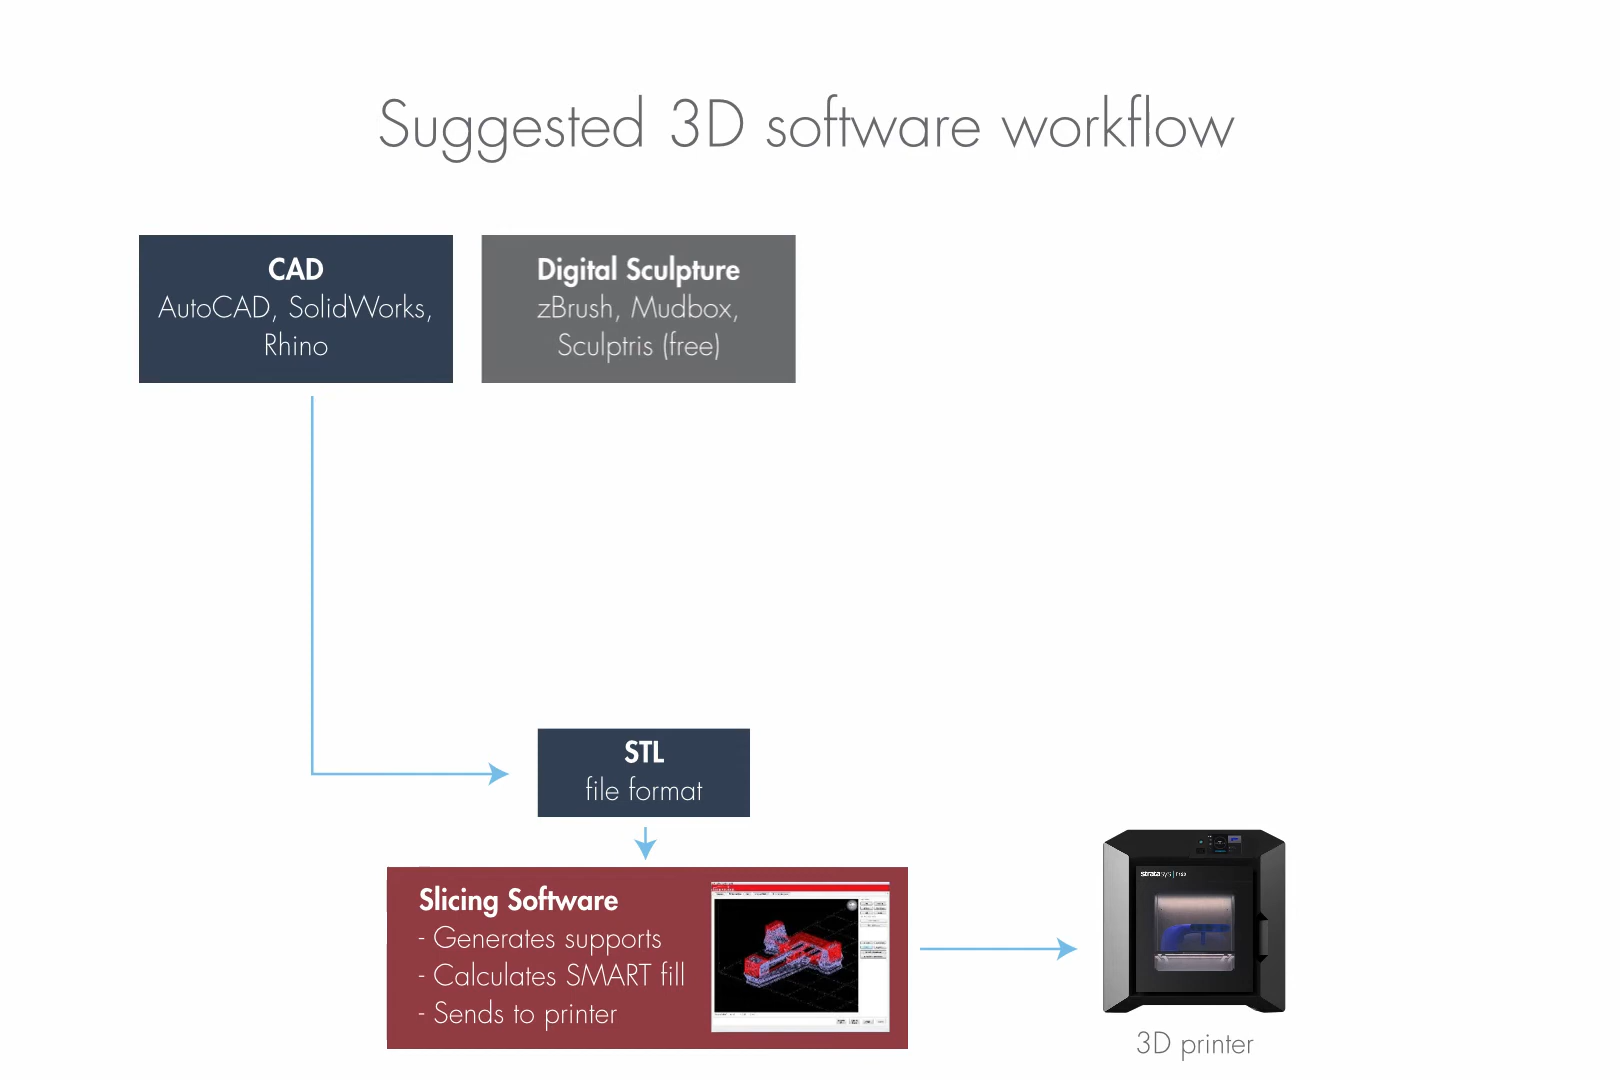 Suggested 3D software workflow
CAD
AutoCAD, SolidWorks,
Rhino
Digital Sculpture
zBrush, Mudbox,
Sculptris (free)
STL
file format
Slicing Software
- Generates supports
- Calculates SMART fill
- Sends to printer
stratasys
3D printer